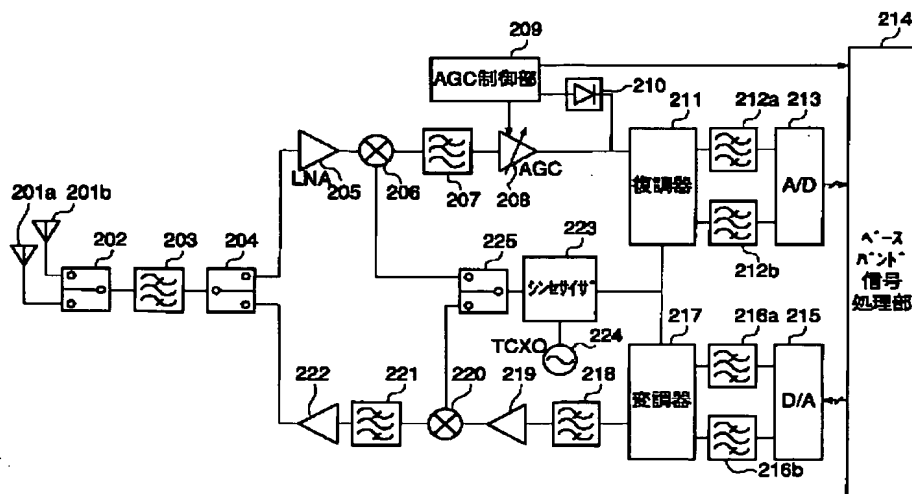 209
214
AGC制御部
210
211
212a
213
LNA
205
206
207
AGC
208
復調器
A/D
201a
201b
202
203
204
225
223
シンセサイザ
212b
ベース
バンド
信号
処理部
TCXO
224
217
216a
215
222
221
220
219
218
変調器
D/A
216b